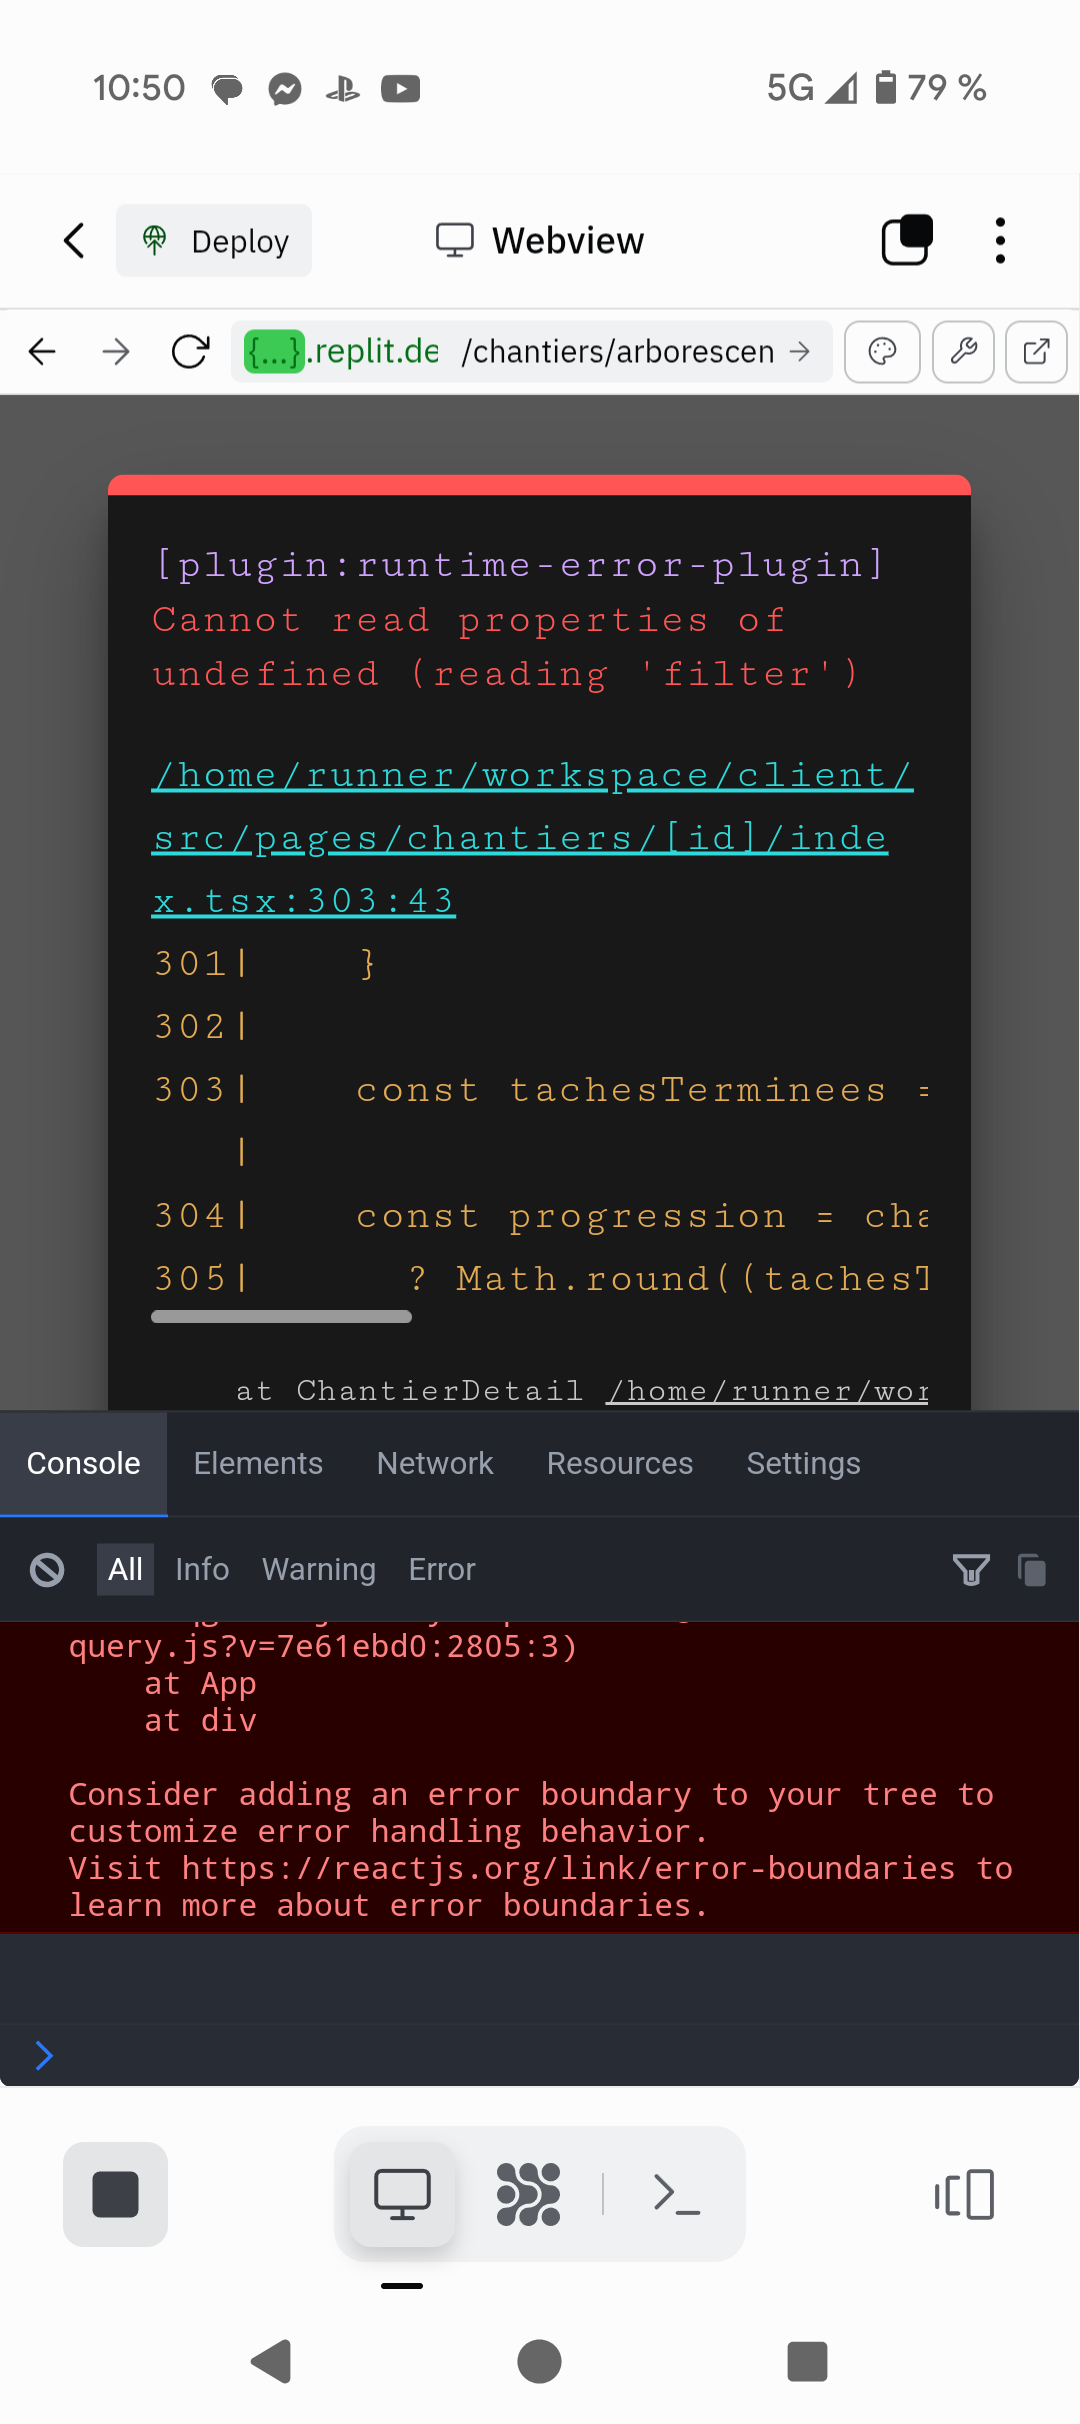 10:50
5G 79 %
Deploy
Webview
{...}.replit.de /chantiers/arborescen
[plugin:runtime-error-plugin]
Cannot read properties of
undefined (reading 'filter')
/home/runner/workspace/client/
src/pages/chantiers/[id]/inde
x.tsx:303:43
301|    }
302|
303|    const tachesTerminees =
|
304|    const progression = cha
305|      ? Math.round((tachesT
at ChantierDetail /home/runner/wor
Console Elements Network Resources Settings
All Info Warning Error
query.js?v=7e61ebd0:2805:3)
at App
at div
Consider adding an error boundary to your tree to
customize error handling behavior.
Visit https://reactjs.org/link/error-boundaries to
learn more about error boundaries.